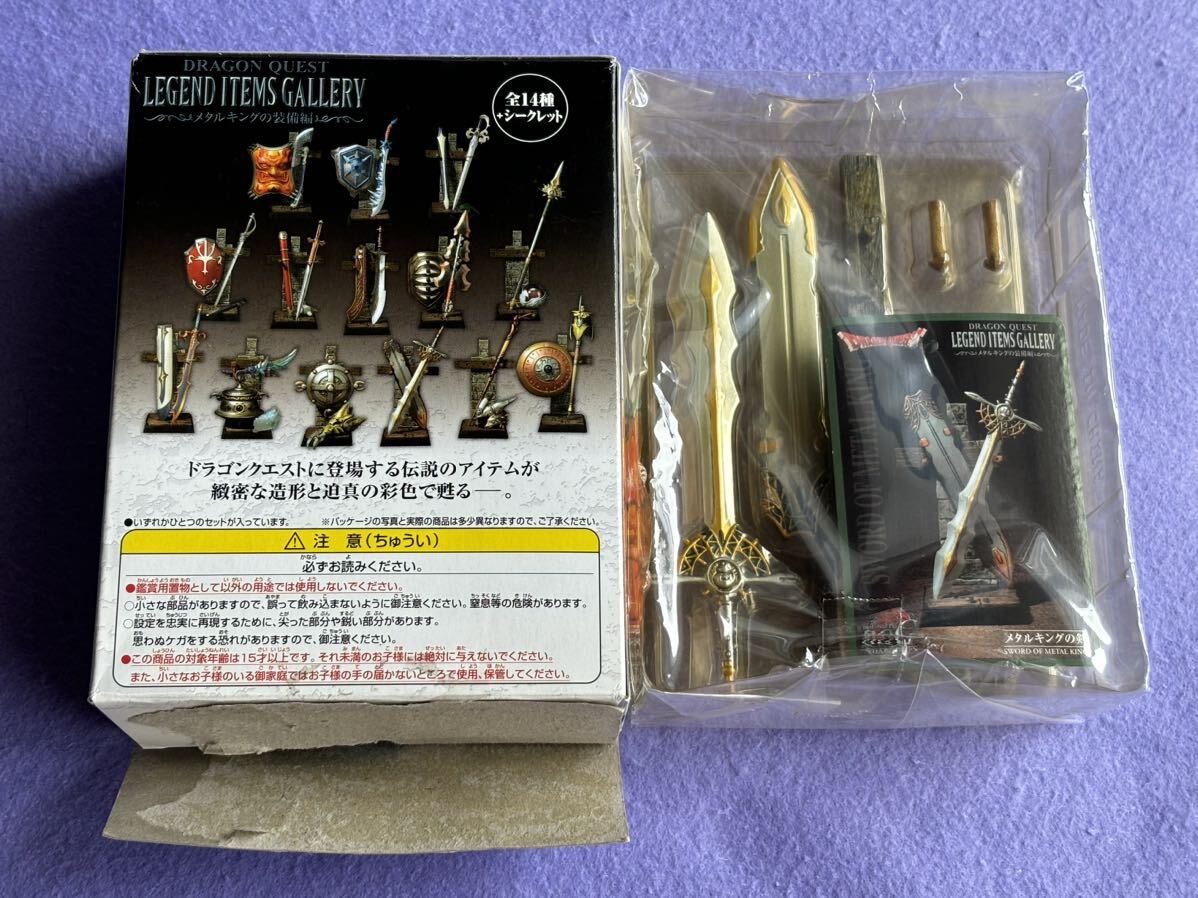 DRAGON QUEST
LEGEND ITEMS GALLERY
メタルキングの装備編
全14種
+シークレット
ドラゴンクエストに登場する伝説のアイテムが
緻密な造形と迫真の彩色で甦る―。
●いずれかひとつのセットが入っています。 ※パッケージの写真と実際の商品は多少異なりますので、ご了承ください。
⚠ 注 意(ちゅうい)
必ずお読みください。
●鑑賞用置物として以外の用途では使用しないでください。
○小さな部品がありますので、誤って飲み込まないように御注意ください。窒息等の危険があります。
○設定を忠実に再現するために、尖った部分や鋭い部分があります。
思わぬケガをする恐れがありますので、御注意ください。
●この商品の対象年齢は15才以上です。それ未満のお子様には絶対に与えないでください。
また、小さなお子様のいる御家庭ではお子様の手の届かないところで使用、保管してください。
DRAGON QUEST
DRAGON QUEST
LEGEND ITEMS GALLERY
メタルキングの装備編
SWORD OF METAL KING
メタルキングの剣
SWORD OF METAL KING